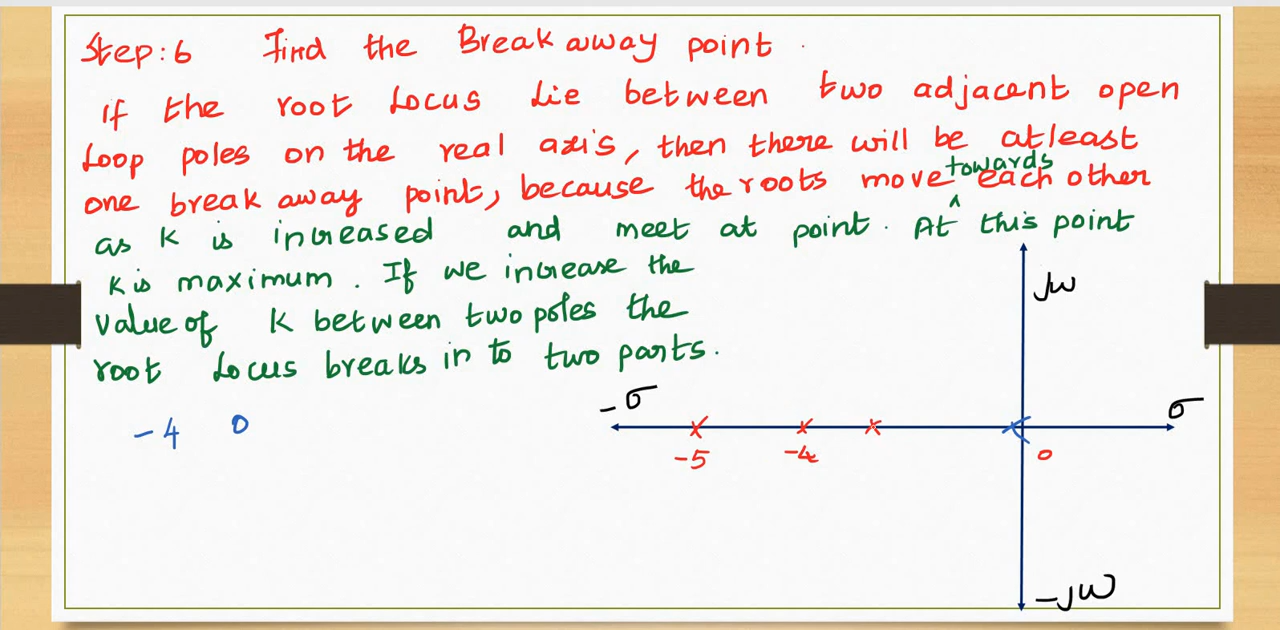 Step:6 Find the Break away point
if the root Locus Lie between two adjacent open
Loop poles on the real axis, then there will be atleast
one break away point, because the roots move towards each other
as K is increased and meet at point. At this point
K is maximum. If we increase the
value of K between two poles the
root Locus breaks in to two parts.
-4 0
jω
-σ σ
-5 -4 0
-jω